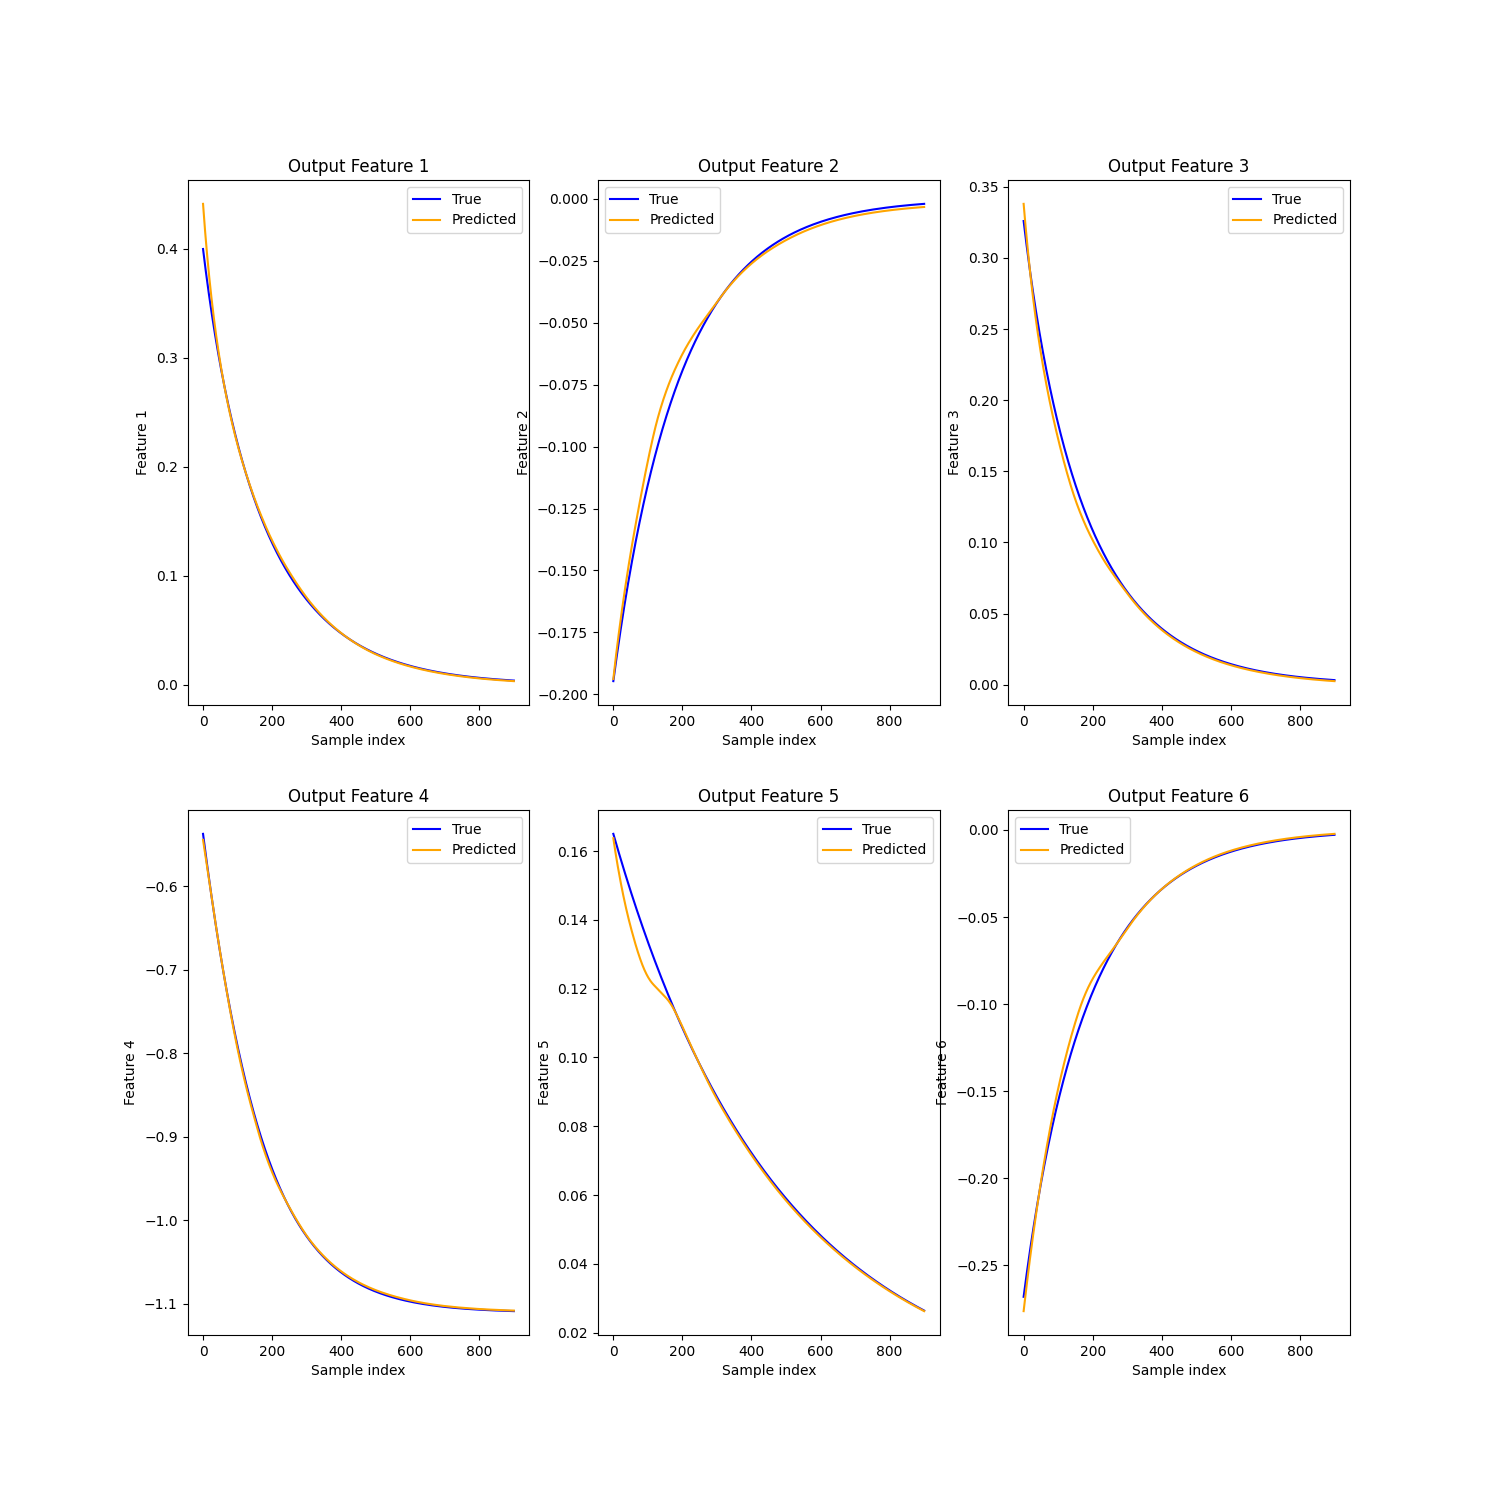 Output Feature 1
True
Predicted
0.4
0.3
0.2
0.1
0.0
Feature 1
0 200 400 600 800
Sample index
Output Feature 2
True
Predicted
0.000
−0.025
−0.050
−0.075
−0.100
−0.125
−0.150
−0.175
−0.200
Feature 2
0 200 400 600 800
Sample index
Output Feature 3
True
Predicted
0.35
0.30
0.25
0.20
0.15
0.10
0.05
0.00
Feature 3
0 200 400 600 800
Sample index
Output Feature 4
True
Predicted
−0.6
−0.7
−0.8
−0.9
−1.0
−1.1
Feature 4
0 200 400 600 800
Sample index
Output Feature 5
True
Predicted
0.16
0.14
0.12
0.10
0.08
0.06
0.04
0.02
Feature 5
0 200 400 600 800
Sample index
Output Feature 6
True
Predicted
0.00
−0.05
−0.10
−0.15
−0.20
−0.25
Feature 6
0 200 400 600 800
Sample index